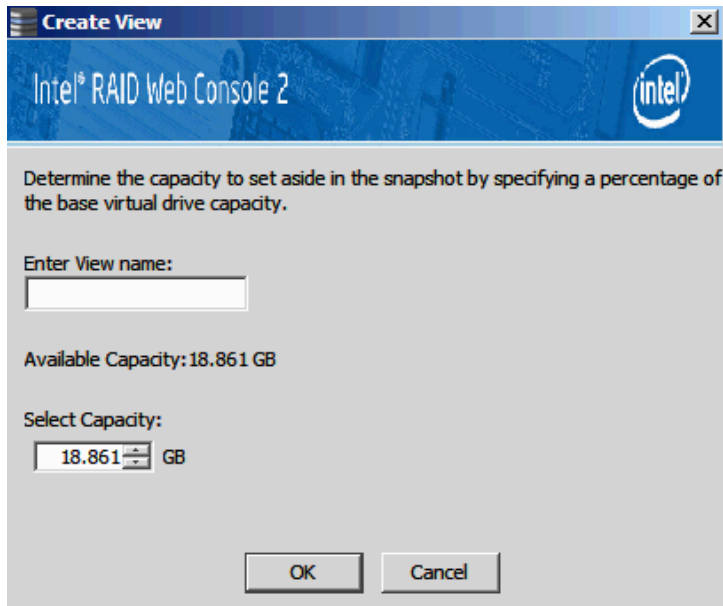 Create View
Intel® RAID Web Console 2
intel
Determine the capacity to set aside in the snapshot by specifying a percentage of
the base virtual drive capacity.
Enter View name:
Available Capacity: 18.861 GB
Select Capacity:
18.861 GB
OK Cancel